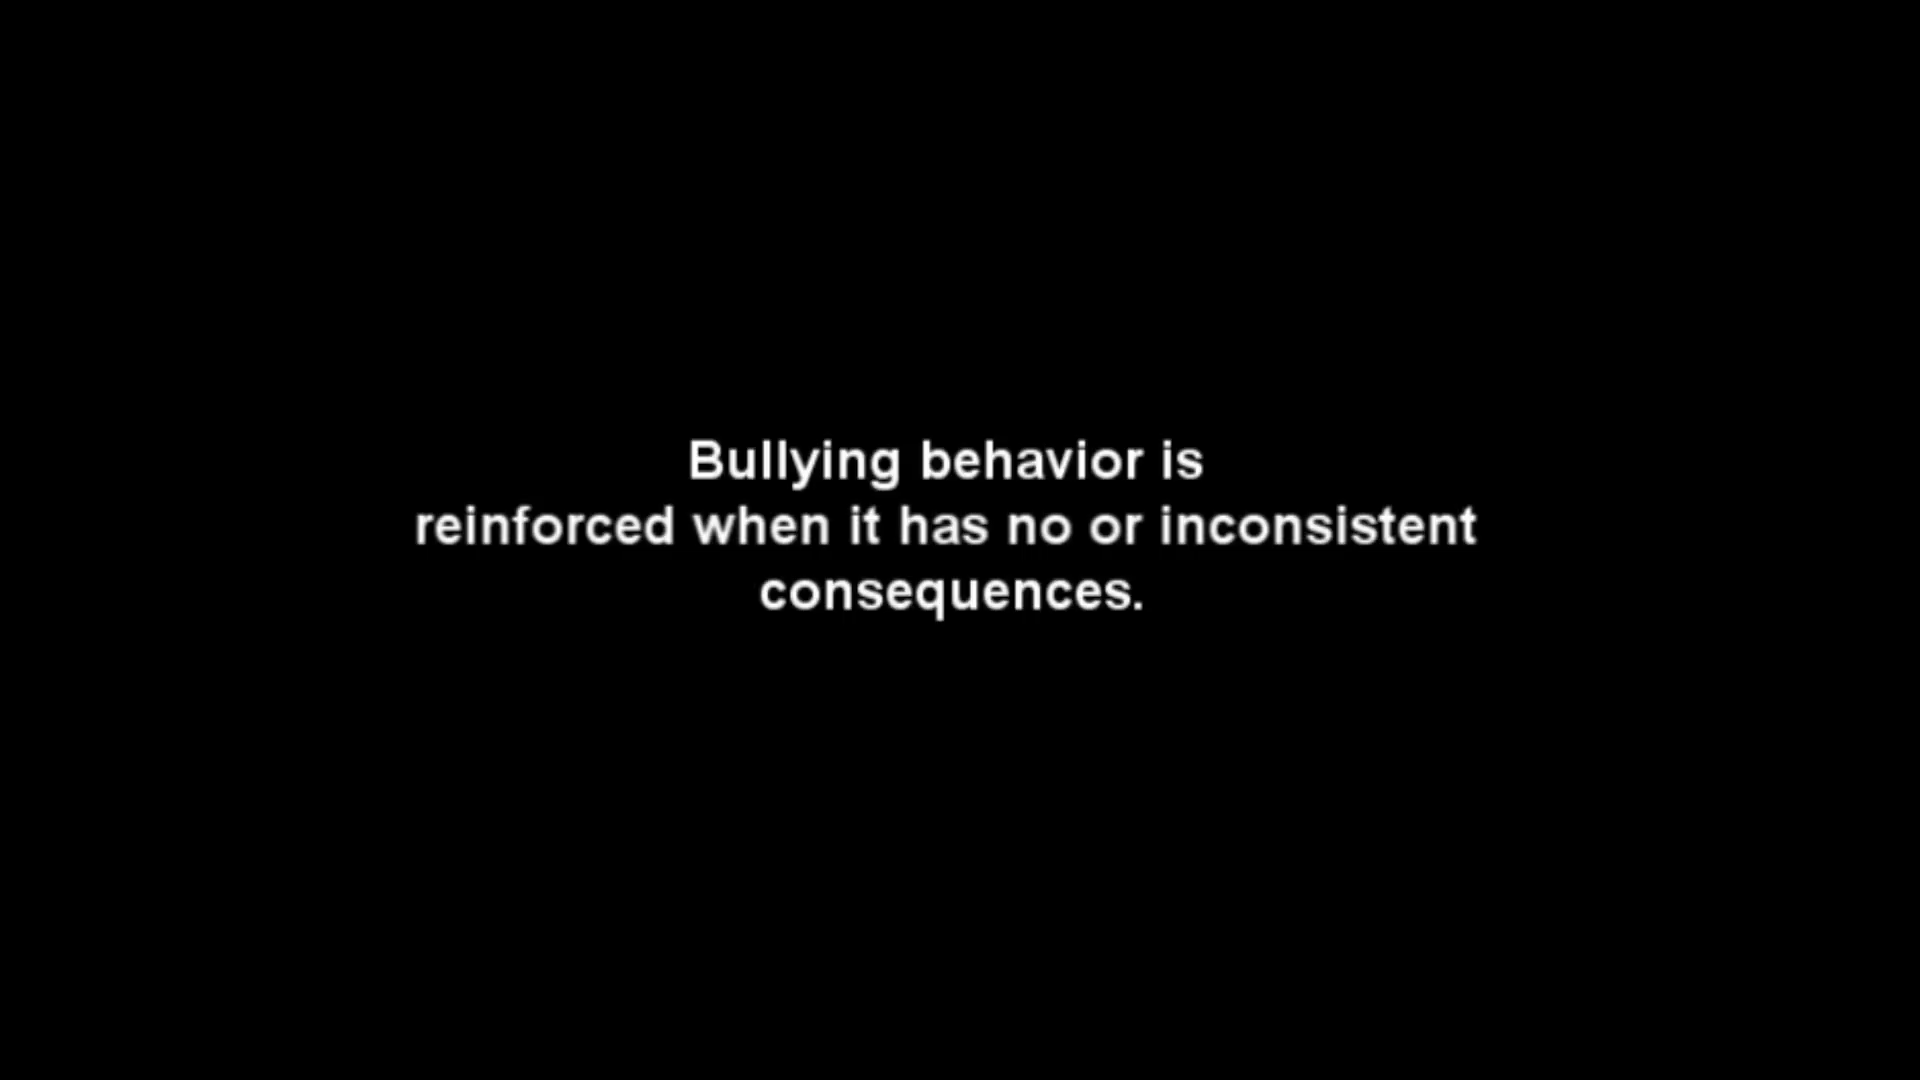 Bullying behavior is
reinforced when it has no or inconsistent
consequences.